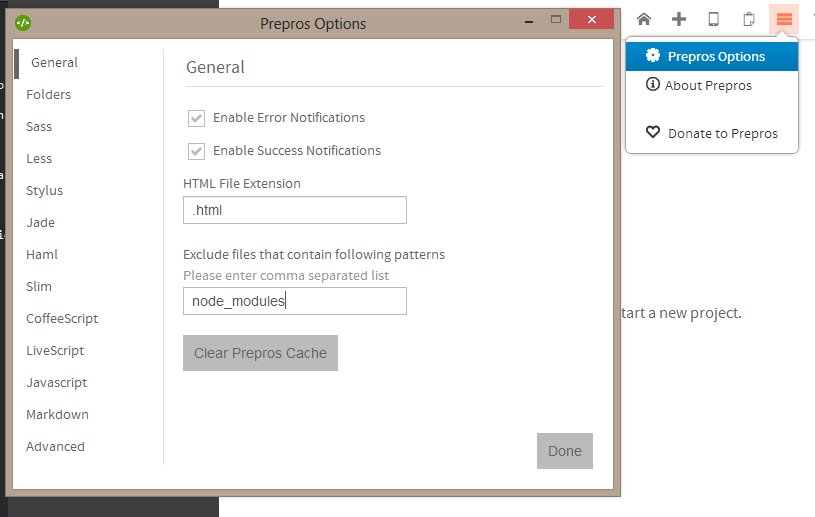 Prepros Options
General
Folders
Sass
Less
Stylus
Jade
Haml
Slim
CoffeeScript
LiveScript
Javascript
Markdown
Advanced
General
Enable Error Notifications
Enable Success Notifications
HTML File Extension
.html
Exclude files that contain following patterns
Please enter comma separated list
node_modules
Clear Prepros Cache
Done
Prepros Options
About Prepros
Donate to Prepros
tart a new project.